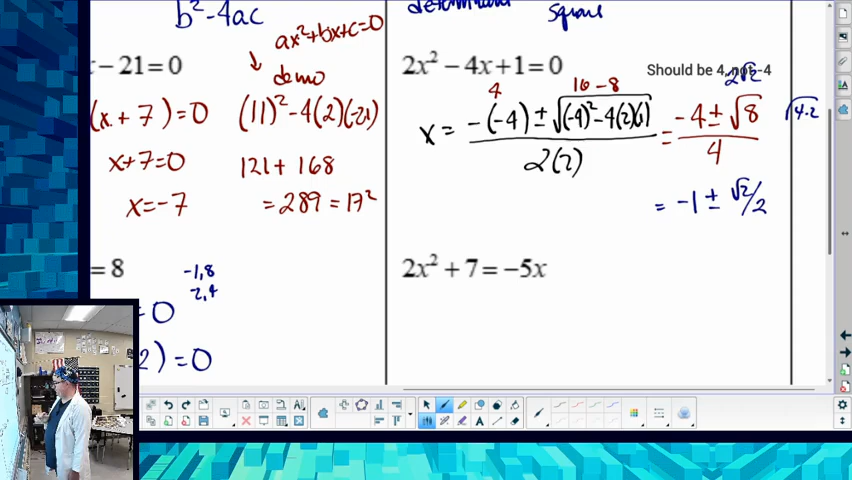 b² - 4ac
square
ax² + bx + c = 0
- 21 = 0
↓ demo
2x² - 4x + 1 = 0
Should be 4, not -4
2√2
(x + 7) = 0
(11)² - 4(2)(-21)
4
16 - 8
x = -(-4) ± √(-4)² - 4(2)(1) / 2(2) = -4 ± √8 / 4
√4·2
x + 7 = 0
121 + 168
x = -7
= 289 = 17²
= -1 ± √2/2
= 8
-1, 8
2x² + 7 = -5x
= 0
2) = 0